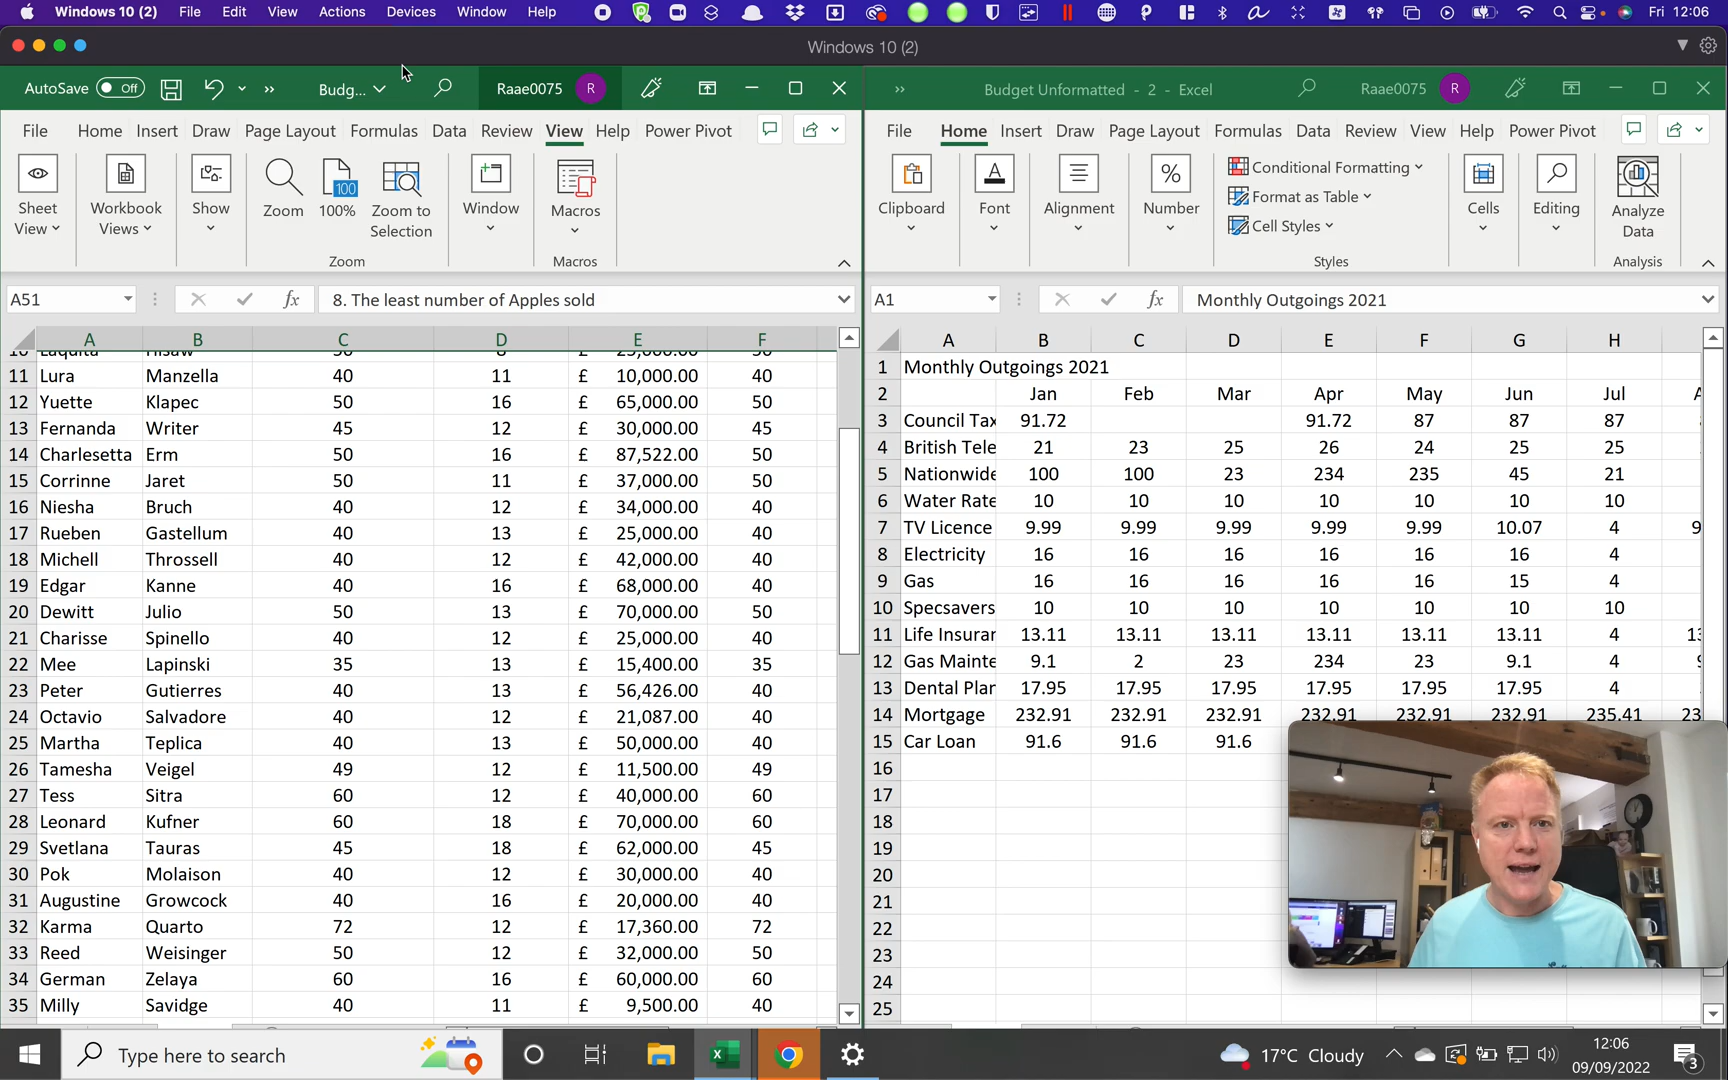 Windows 10 (2) File Edit View Actions Devices Window Help Fri 12:06
Windows 10 (2)
AutoSave Off Budg... Raae0075 R
File Home Insert Draw Page Layout Formulas Data Review View Help Power Pivot
Sheet View Workbook Views Show Zoom 100% Zoom to Selection Window Macros
100
Zoom Macros
A51 fx 8. The least number of Apples sold
A B C D E F
11 Lura Manzella 40 11 £ 10,000.00 40
12 Yuette Klapec 50 16 £ 65,000.00 50
13 Fernanda Writer 45 12 £ 30,000.00 45
14 Charlesetta Erm 50 16 £ 87,522.00 50
15 Corrinne Jaret 50 11 £ 37,000.00 50
16 Niesha Bruch 40 12 £ 34,000.00 40
17 Rueben Gastellum 40 13 £ 25,000.00 40
18 Michell Throssell 40 12 £ 42,000.00 40
19 Edgar Kanne 40 16 £ 68,000.00 40
20 Dewitt Julio 50 13 £ 70,000.00 50
21 Charisse Spinello 40 12 £ 25,000.00 40
22 Mee Lapinski 35 13 £ 15,400.00 35
23 Peter Gutierres 40 13 £ 56,426.00 40
24 Octavio Salvadore 40 12 £ 21,087.00 40
25 Martha Teplica 40 13 £ 50,000.00 40
26 Tamesha Veigel 49 12 £ 11,500.00 49
27 Tess Sitra 60 12 £ 40,000.00 60
28 Leonard Kufner 60 18 £ 70,000.00 60
29 Svetlana Tauras 45 18 £ 62,000.00 45
30 Pok Molaison 40 12 £ 30,000.00 40
31 Augustine Growcock 40 16 £ 20,000.00 40
32 Karma Quarto 72 12 £ 17,360.00 72
33 Reed Weisinger 50 12 £ 32,000.00 50
34 German Zelaya 60 16 £ 60,000.00 60
35 Milly Savidge 40 11 £ 9,500.00 40
Budget Unformatted - 2 - Excel Raae0075 R
File Home Insert Draw Page Layout Formulas Data Review View Help Power Pivot
Clipboard Font Alignment Number Conditional Formatting Cells Editing Analyze Data
Format as Table
Cell Styles
Styles Analysis
A1 fx Monthly Outgoings 2021
A B C D E F G H
1 Monthly Outgoings 2021
2 Jan Feb Mar Apr May Jun Jul A
3 Council Tax 91.72 91.72 87 87 87
4 British Tele 21 23 25 26 24 25 25
5 Nationwide 100 100 23 234 235 45 21
6 Water Rate 10 10 10 10 10 10 10
7 TV Licence 9.99 9.99 9.99 9.99 9.99 10.07 4 9
8 Electricity 16 16 16 16 16 16 4
9 Gas 16 16 16 16 16 15 4
10 Specsavers 10 10 10 10 10 10 10
11 Life Insurar 13.11 13.11 13.11 13.11 13.11 13.11 4 13
12 Gas Mainte 9.1 2 23 234 23 9.1 4
13 Dental Plar 17.95 17.95 17.95 17.95 17.95 17.95 4
14 Mortgage 232.91 232.91 232.91 232.91 232.91 232.91 235.41 23
15 Car Loan 91.6 91.6 91.6
16
17
18
19
20
21
22
23
24
25
Type here to search 17°C Cloudy 12:06
09/09/2022 3